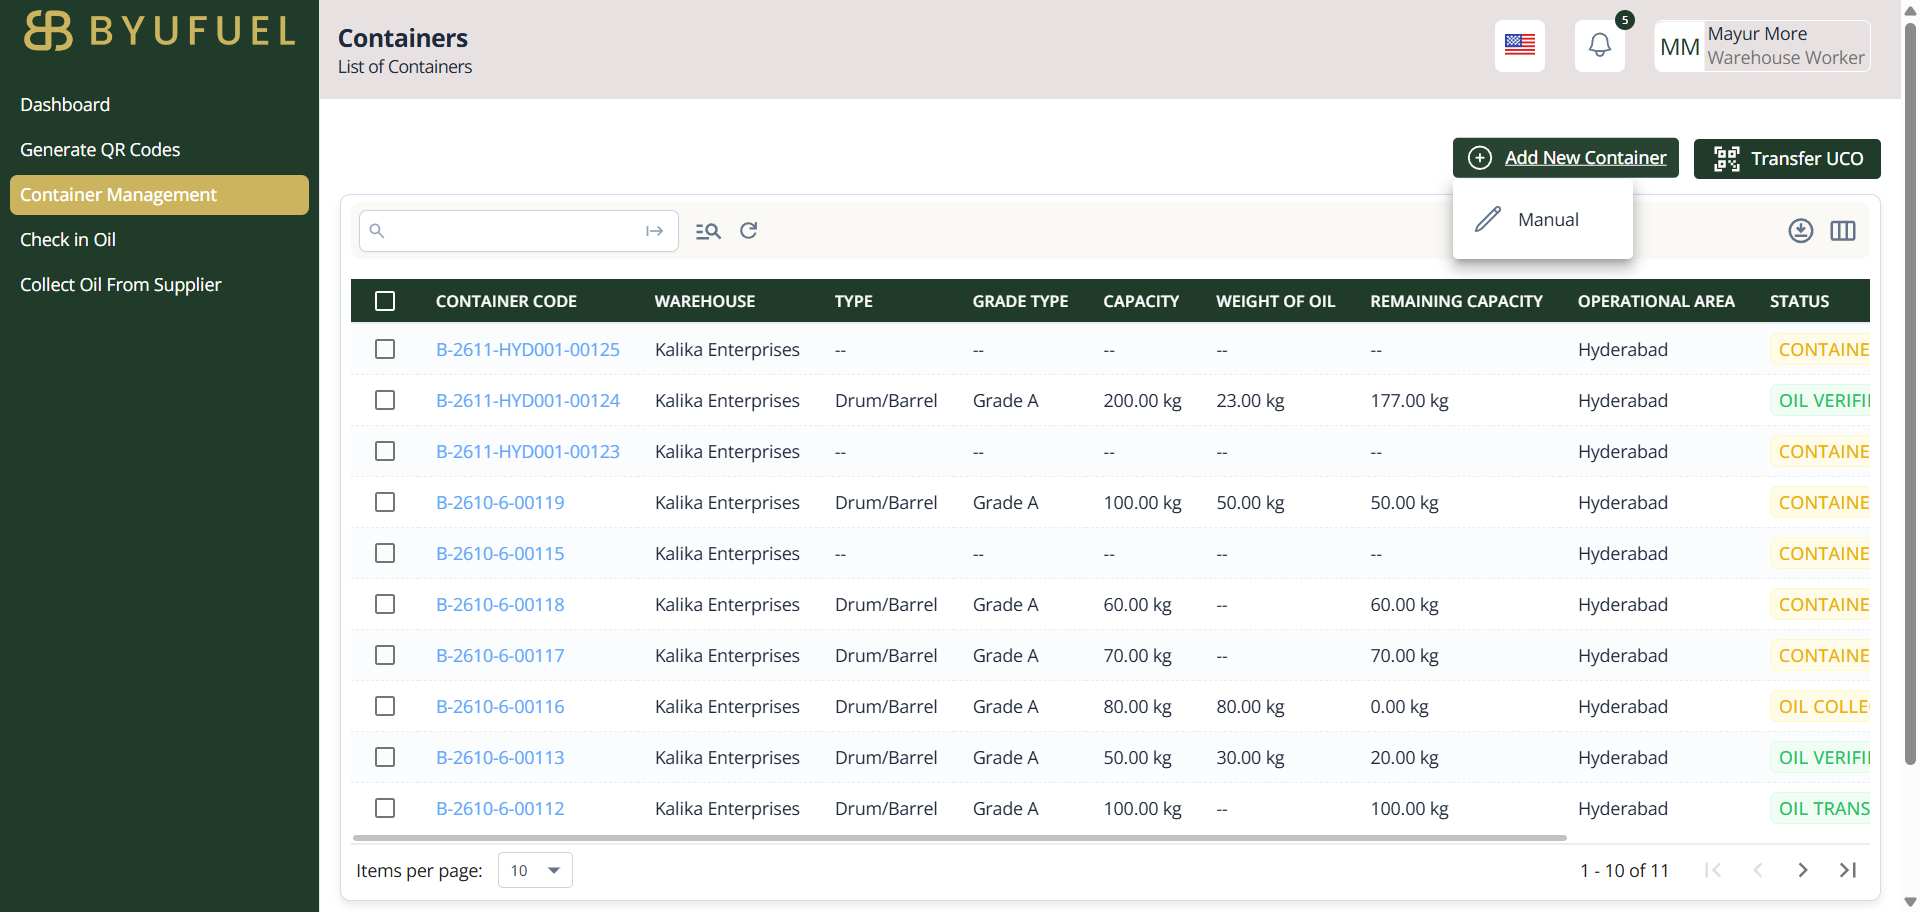 BYUFUEL
Dashboard
Generate QR Codes
Container Management
Check in Oil
Collect Oil From Supplier
Containers
List of Containers
5
MM
Mayur More
Warehouse Worker
Add New Container
Transfer UCO
Manual
CONTAINER CODE WAREHOUSE TYPE GRADE TYPE CAPACITY WEIGHT OF OIL REMAINING CAPACITY OPERATIONAL AREA STATUS
B-2611-HYD001-00125 Kalika Enterprises -- -- -- -- -- Hyderabad CONTAINE
B-2611-HYD001-00124 Kalika Enterprises Drum/Barrel Grade A 200.00 kg 23.00 kg 177.00 kg Hyderabad OIL VERIFI
B-2611-HYD001-00123 Kalika Enterprises -- -- -- -- -- Hyderabad CONTAINE
B-2610-6-00119 Kalika Enterprises Drum/Barrel Grade A 100.00 kg 50.00 kg 50.00 kg Hyderabad CONTAINE
B-2610-6-00115 Kalika Enterprises -- -- -- -- -- Hyderabad CONTAINE
B-2610-6-00118 Kalika Enterprises Drum/Barrel Grade A 60.00 kg -- 60.00 kg Hyderabad CONTAINE
B-2610-6-00117 Kalika Enterprises Drum/Barrel Grade A 70.00 kg -- 70.00 kg Hyderabad CONTAINE
B-2610-6-00116 Kalika Enterprises Drum/Barrel Grade A 80.00 kg 80.00 kg 0.00 kg Hyderabad OIL COLLE
B-2610-6-00113 Kalika Enterprises Drum/Barrel Grade A 50.00 kg 30.00 kg 20.00 kg Hyderabad OIL VERIFI
B-2610-6-00112 Kalika Enterprises Drum/Barrel Grade A 100.00 kg -- 100.00 kg Hyderabad OIL TRANS
Items per page: 10
1 - 10 of 11